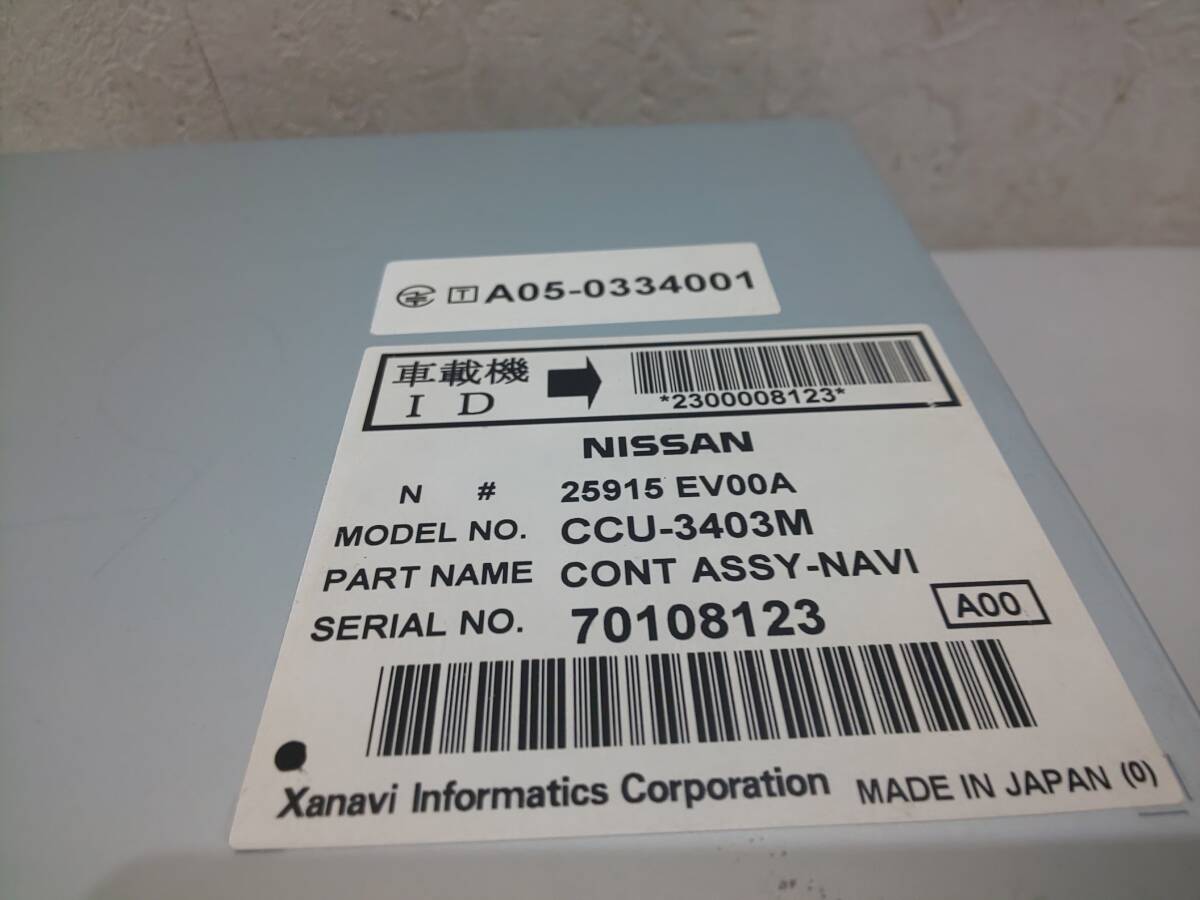 T A05-0334001
車載機
ID
*2300008123*
NISSAN
N # 25915 EV00A
MODEL NO. CCU-3403M
PART NAME CONT ASSY-NAVI
SERIAL NO. 70108123
A00
Xanavi Informatics Corporation MADE IN JAPAN (0)